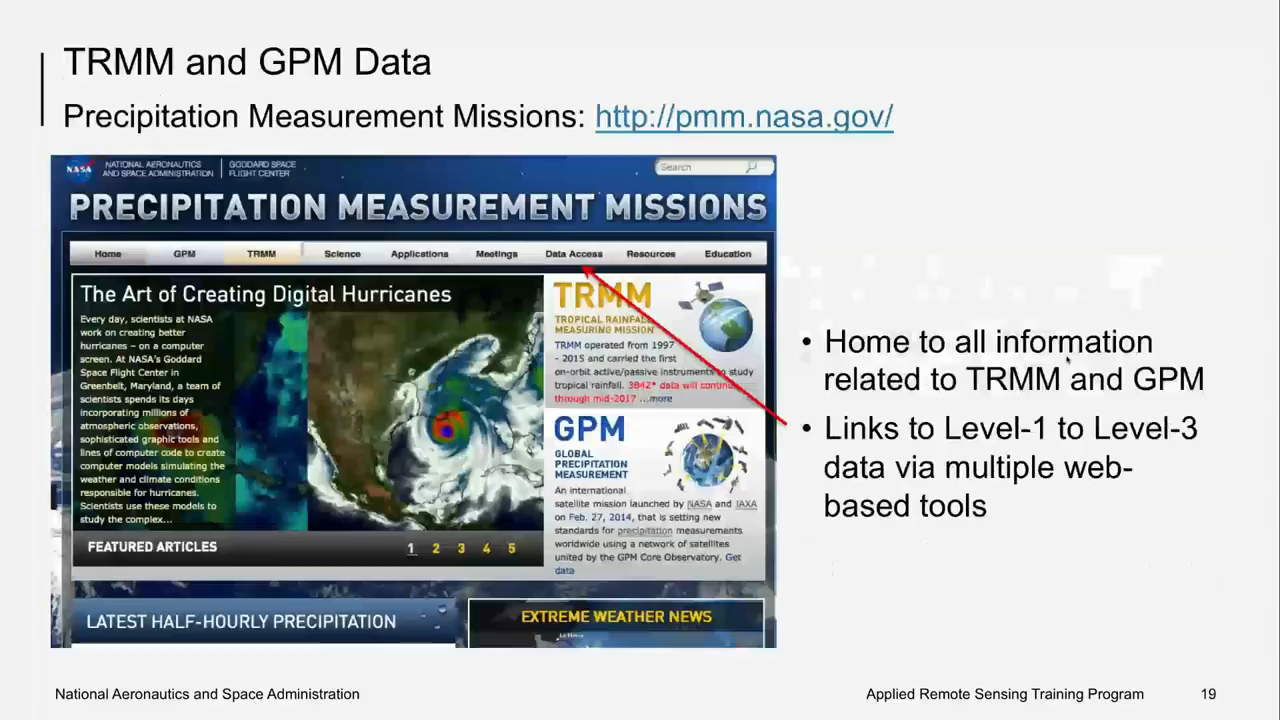 TRMM and GPM Data
Precipitation Measurement Missions: http://pmm.nasa.gov/
NASA
NATIONAL AERONAUTICS
AND SPACE ADMINISTRATION
GODDARD SPACE
FLIGHT CENTER
Search
PRECIPITATION MEASUREMENT MISSIONS
Home GPM TRMM Science Applications Meetings Data Access Resources Education
The Art of Creating Digital Hurricanes
Every day, scientists at NASA
work on creating better
hurricanes – on a computer
screen. At NASA's Goddard
Space Flight Center in
Greenbelt, Maryland, a team of
scientists spends its days
incorporating millions of
atmospheric observations,
sophisticated graphic tools and
lines of computer code to create
computer models simulating the
weather and climate conditions
responsible for hurricanes.
Scientists use these models to
study the complex...
FEATURED ARTICLES
1 2 3 4 5
TRMM
TROPICAL RAINFALL
MEASURING MISSION
TRMM operated from 1997
- 2015 and carried the first
on-orbit active/passive instruments to study
tropical rainfall. 3B42* data will continue
through mid-2017 ...more
GPM
GLOBAL
PRECIPITATION
MEASUREMENT
An international
satellite mission launched by NASA and JAXA
on Feb. 27, 2014, that is setting new
standards for precipitation measurements
worldwide using a network of satellites
united by the GPM Core Observatory. Get
data
LATEST HALF-HOURLY PRECIPITATION
EXTREME WEATHER NEWS
• Home to all information
related to TRMM and GPM
• Links to Level-1 to Level-3
data via multiple web-
based tools
National Aeronautics and Space Administration
Applied Remote Sensing Training Program
19